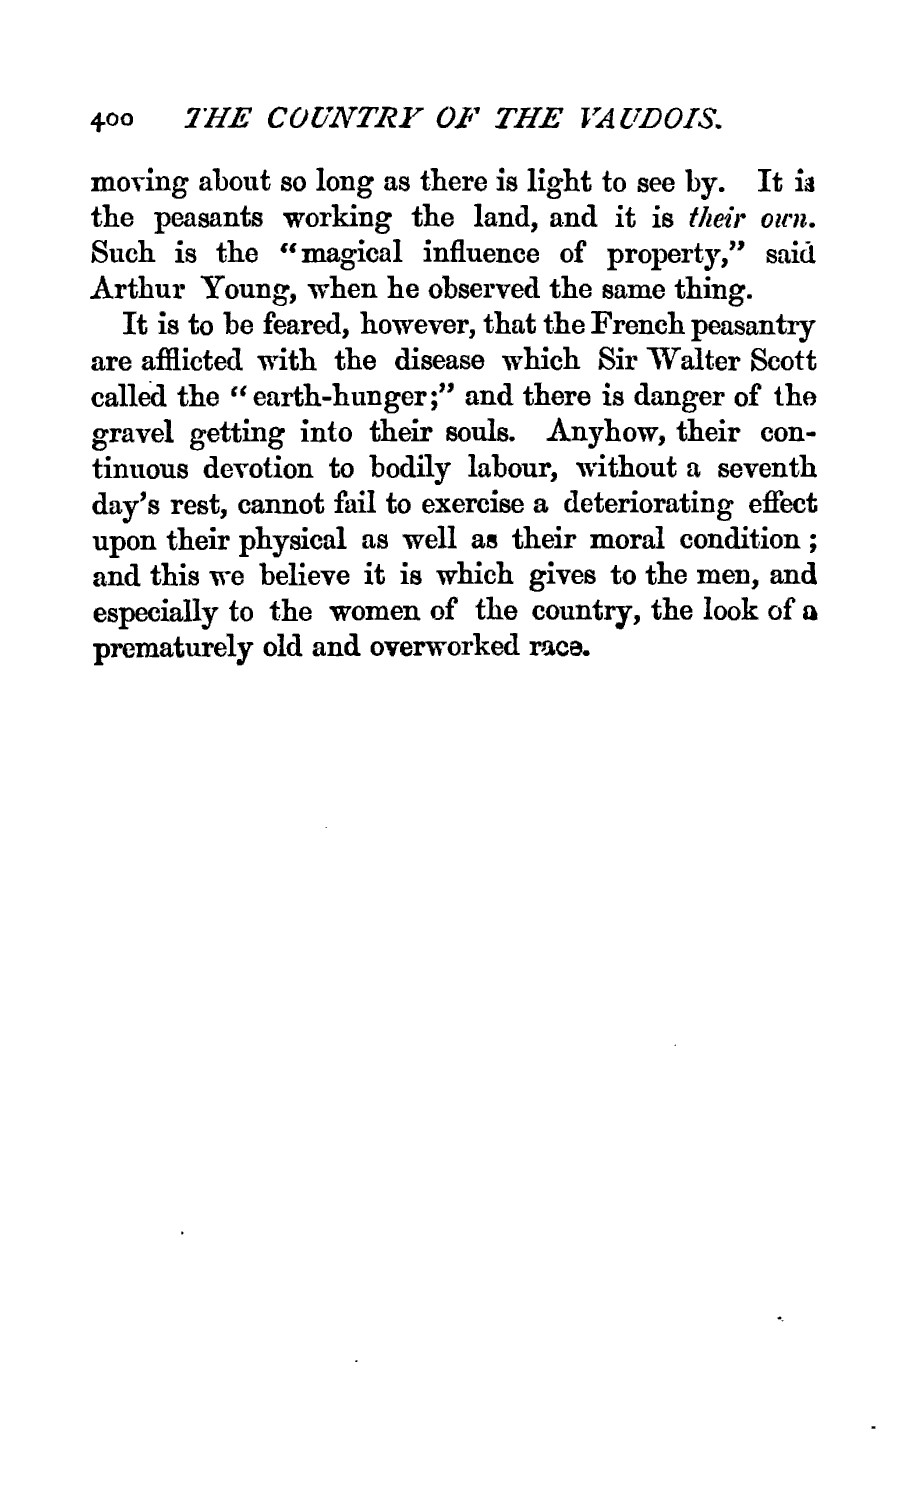 400 THE COUNTRY OF THE VAUDOIS.
moving about so long as there is light to see by. It is
the peasants working the land, and it is their own.
Such is the “magical influence of property,” said
Arthur Young, when he observed the same thing.
It is to be feared, however, that the French peasantry
are afflicted with the disease which Sir Walter Scott
called the “earth-hunger;” and there is danger of the
gravel getting into their souls. Anyhow, their con-
tinuous devotion to bodily labour, without a seventh
day’s rest, cannot fail to exercise a deteriorating effect
upon their physical as well as their moral condition ;
and this we believe it is which gives to the men, and
especially to the women of the country, the look of a
prematurely old and overworked race.